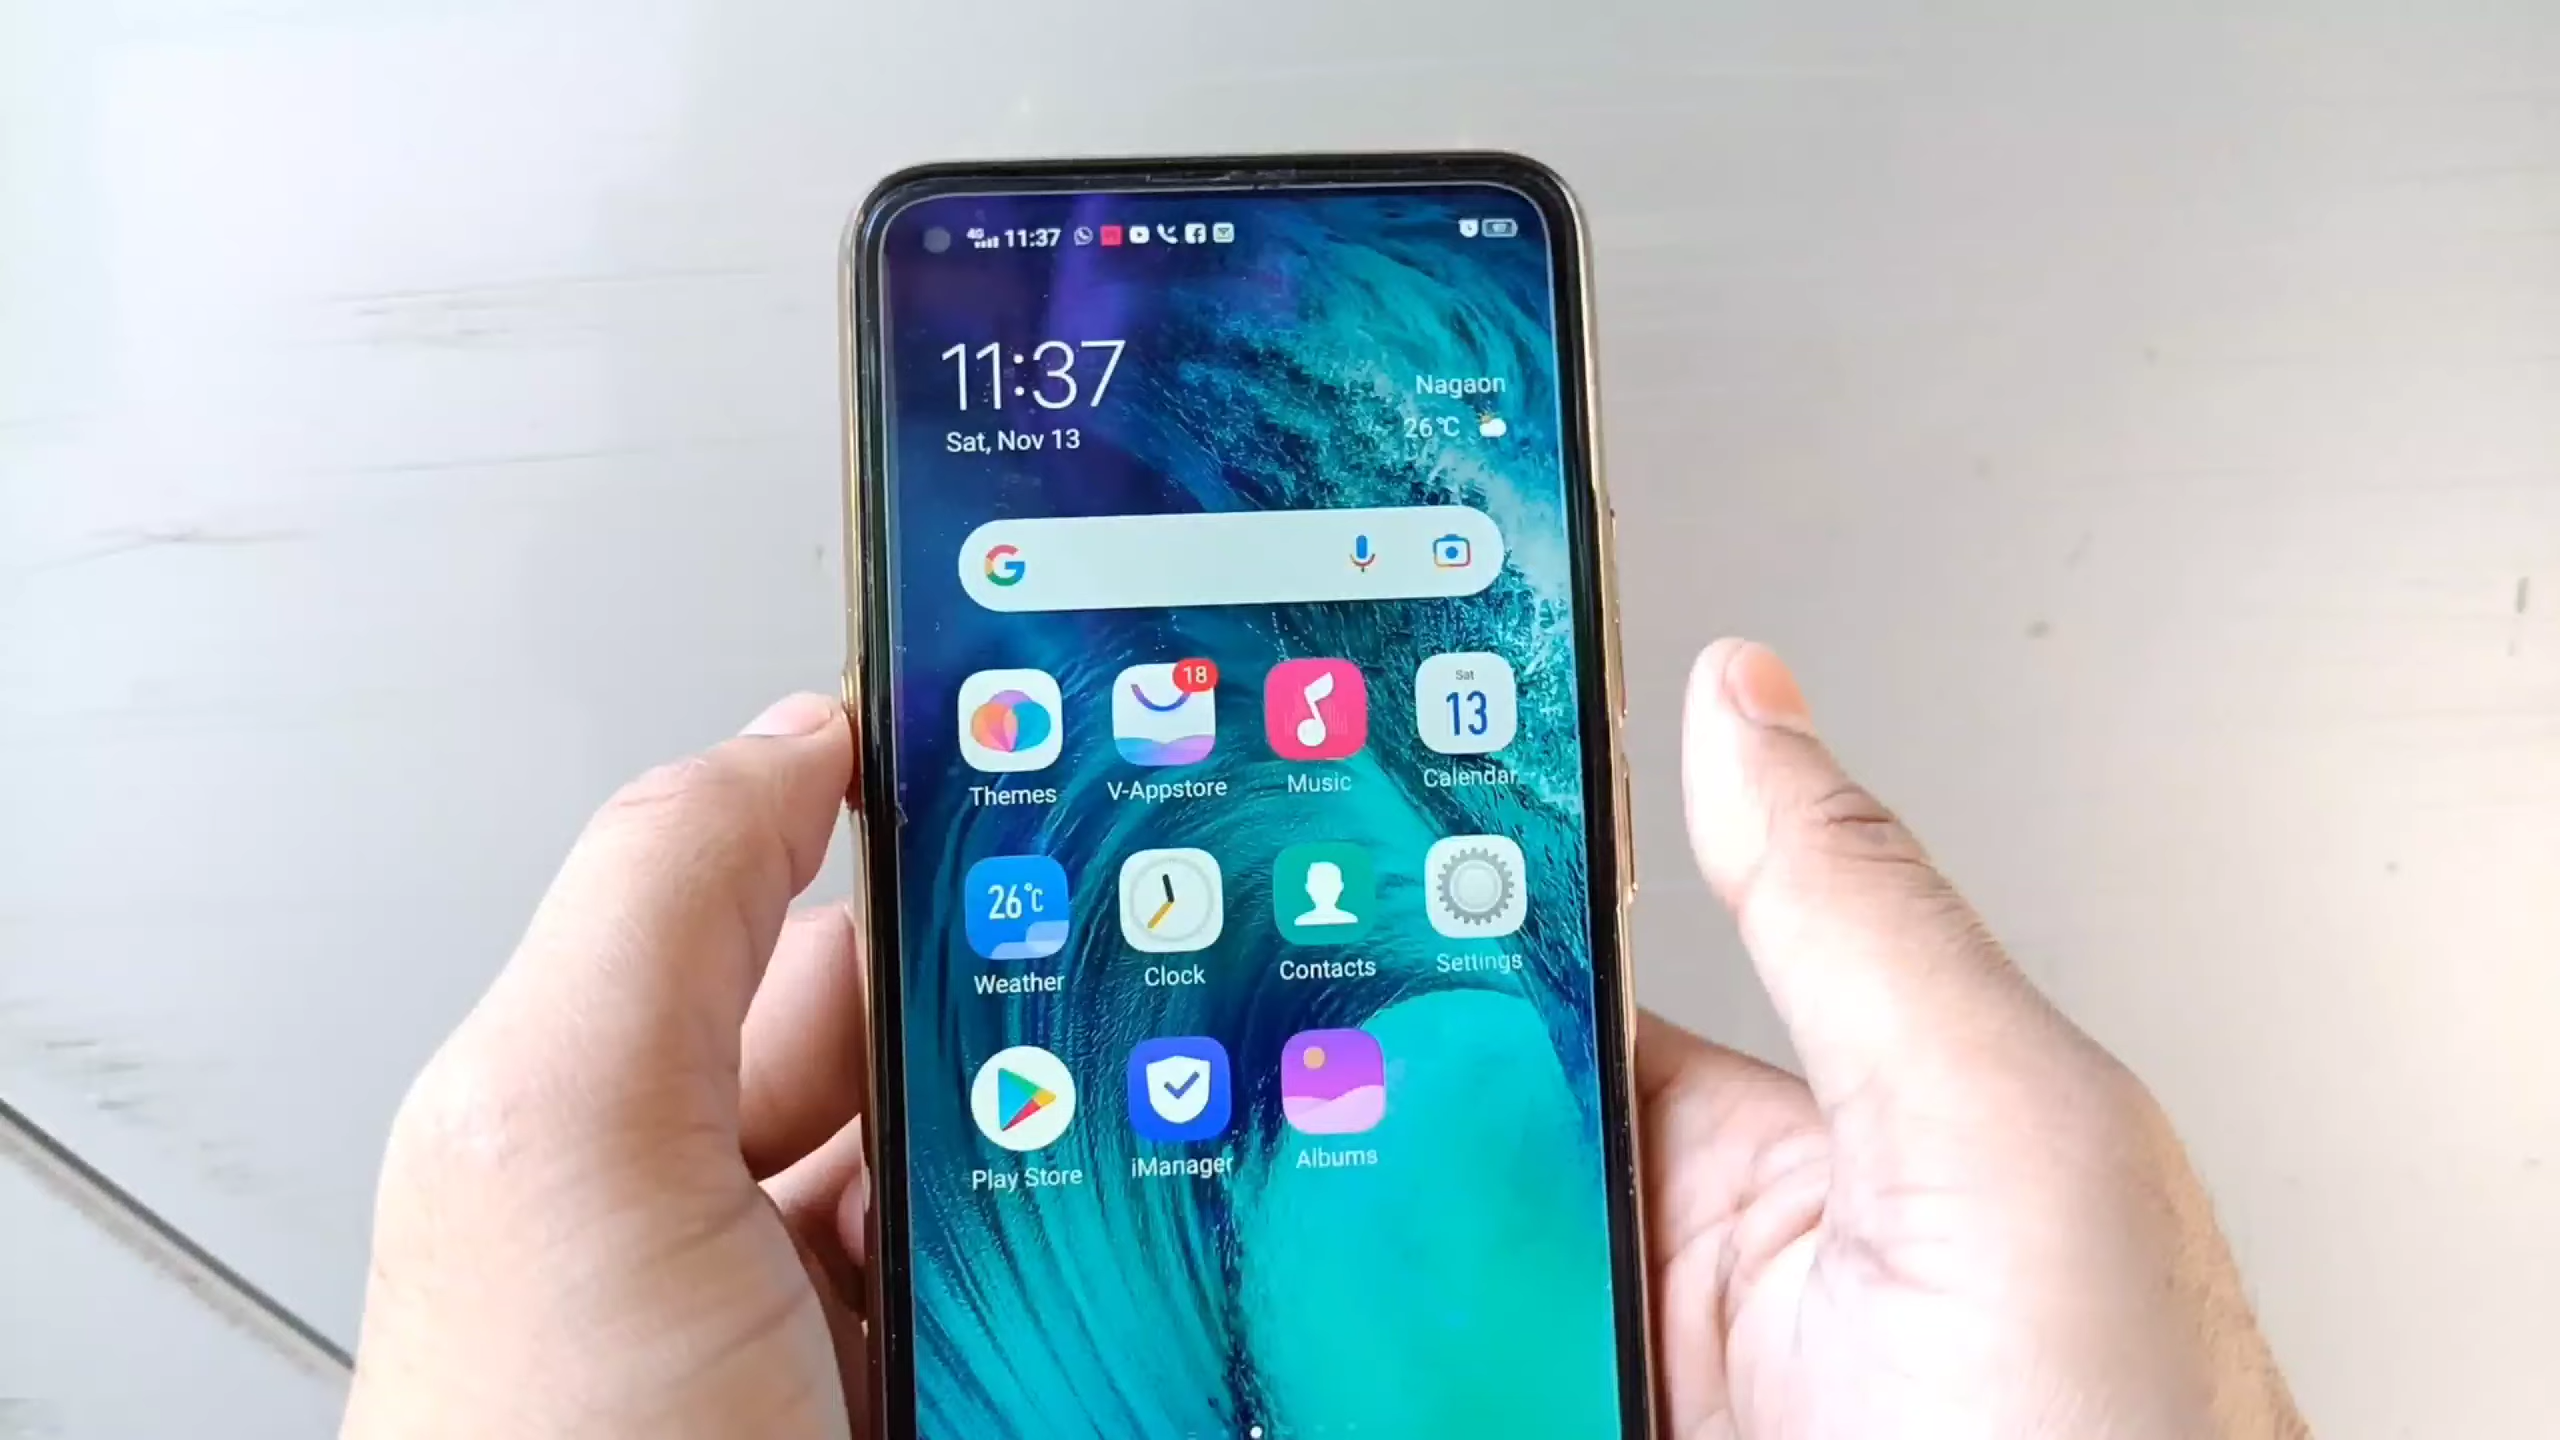 4G 11:37
11:37
Sat, Nov 13
Nagaon
26°C
G
18
Sat
13
Themes
V-Appstore
Music
Calendar
26°C
Weather
Clock
Contacts
Settings
Play Store
iManager
Albums